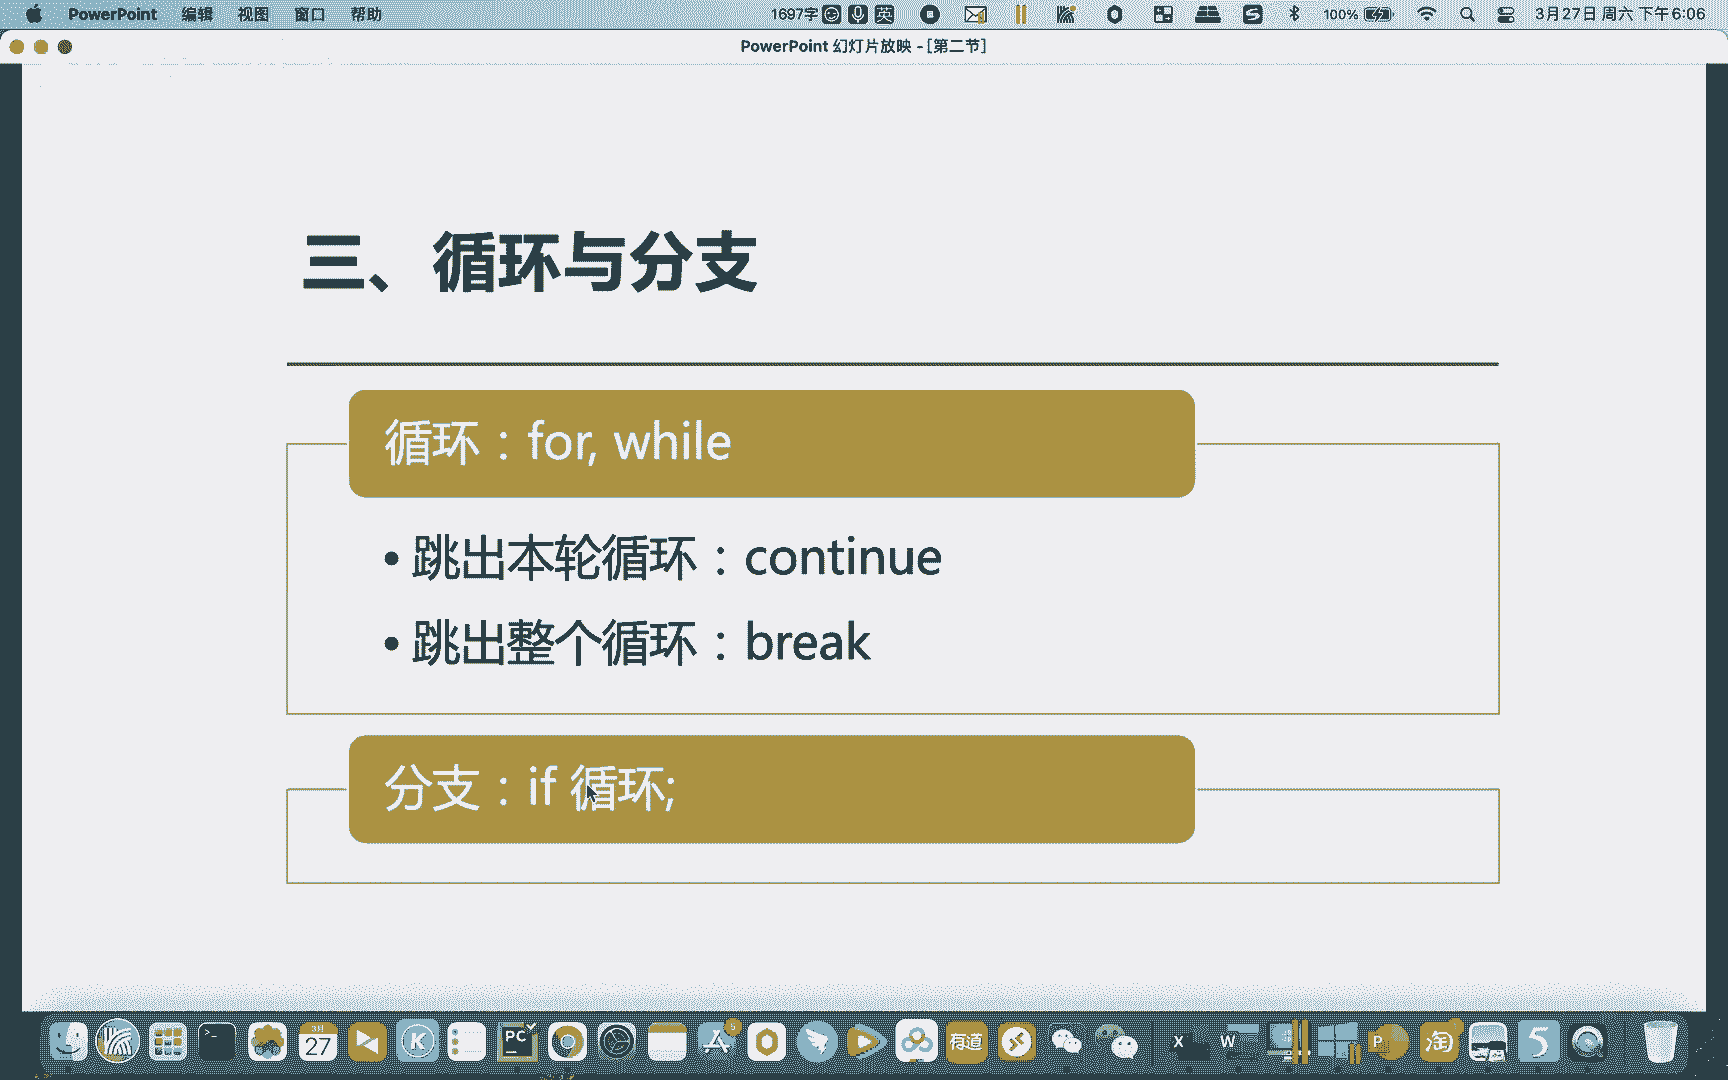 PowerPoint 编辑 视图 窗口 帮助 1697字 英 100% 3月27日 周六 下午6:06
PowerPoint 幻灯片放映 - [第二节]
三、循环与分支
循环：for, while
• 跳出本轮循环：continue
• 跳出整个循环：break
分支：if 循环;
3月
27
PC
有道
X
W
P
淘
5